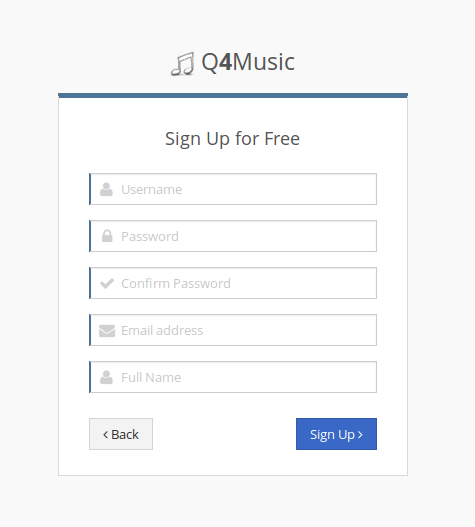 Q4Music
Sign Up for Free
Username
Password
Confirm Password
Email address
Full Name
Back
Sign Up